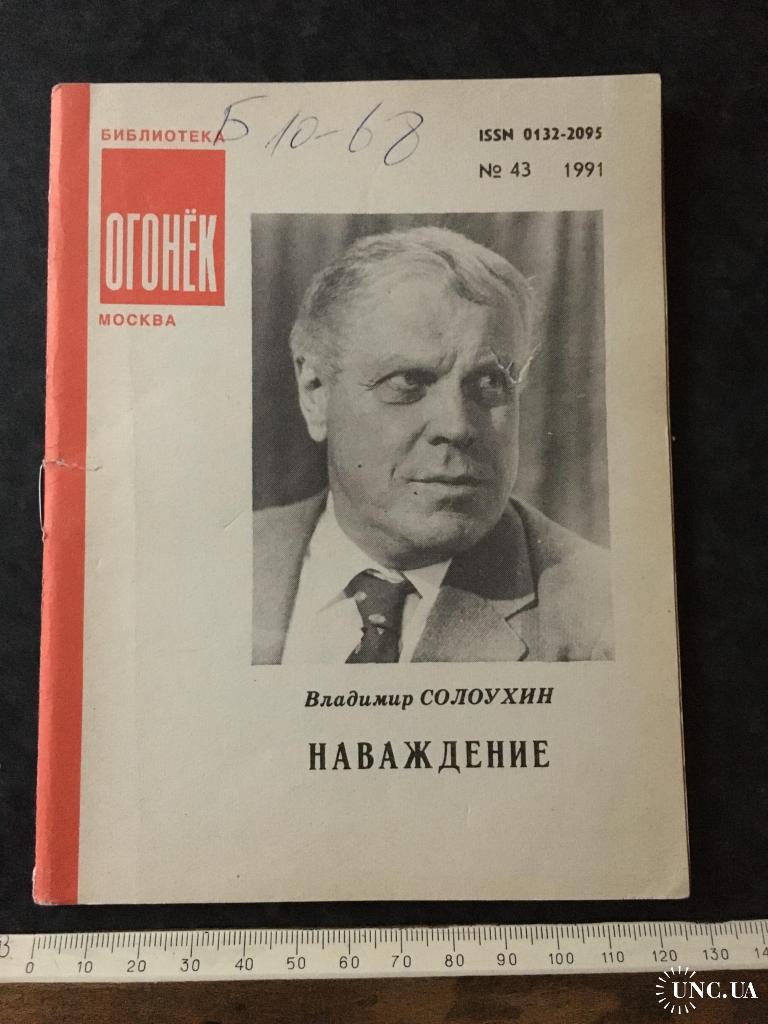 Б 10-68
БИБЛИОТЕКА
ISSN 0132-2095
№ 43 1991
ОГОНЁК
МОСКВА
Владимир СОЛОУХИН
НАВАЖДЕНИЕ
0 10 20 30 40 50 60 70 80 90 100 110 120 130 14
UNC.UA